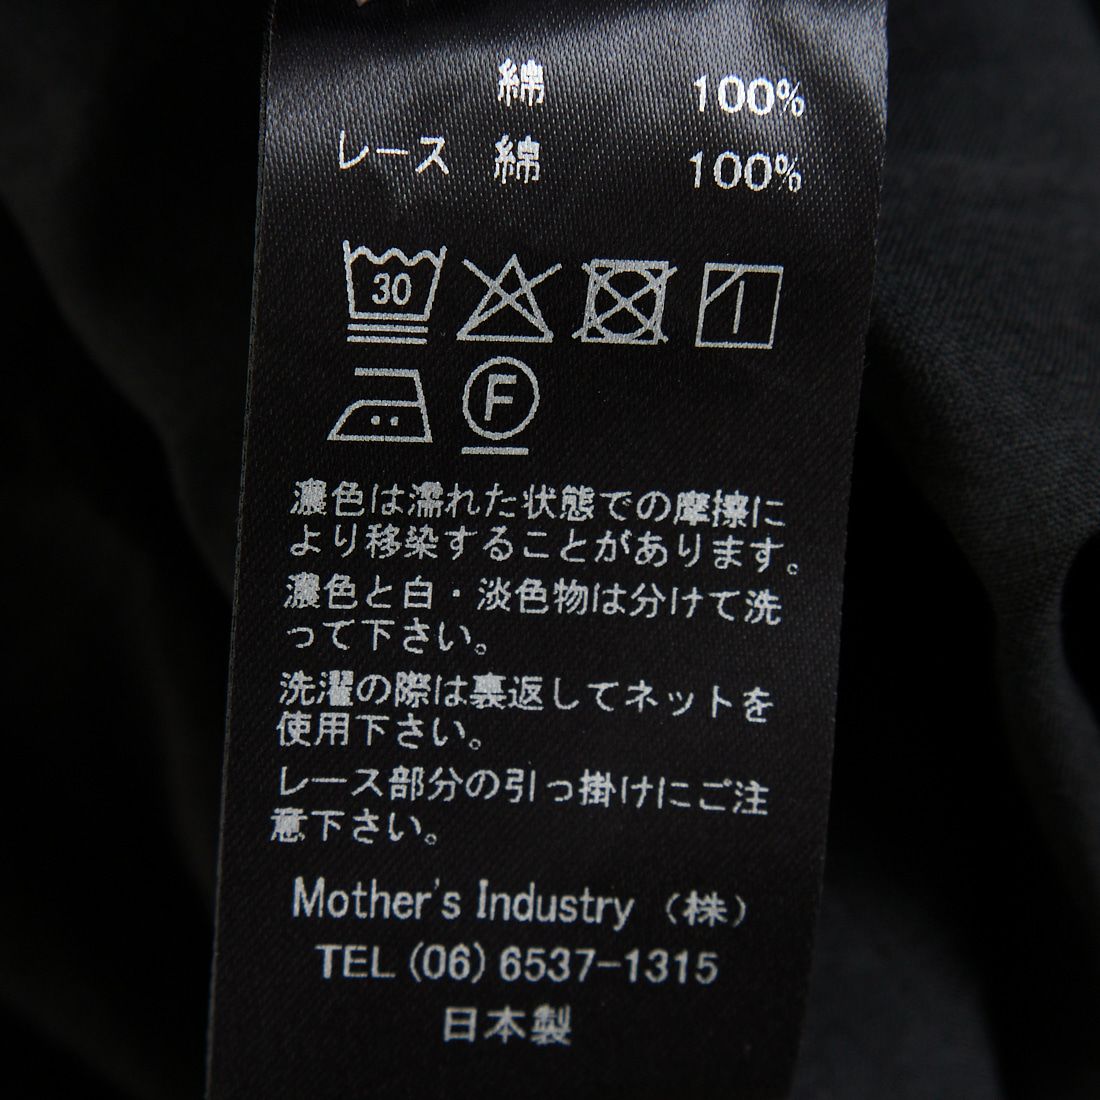 綿 100%
レース 綿 100%
30
F
濃色は濡れた状態での摩擦に
より移染することがあります。
濃色と白・淡色物は分けて洗
って下さい。
洗濯の際は裏返してネットを
使用下さい。
レース部分の引っ掛けにご注
意下さい。
Mother's Industry (株)
TEL (06) 6537-1315
日本製